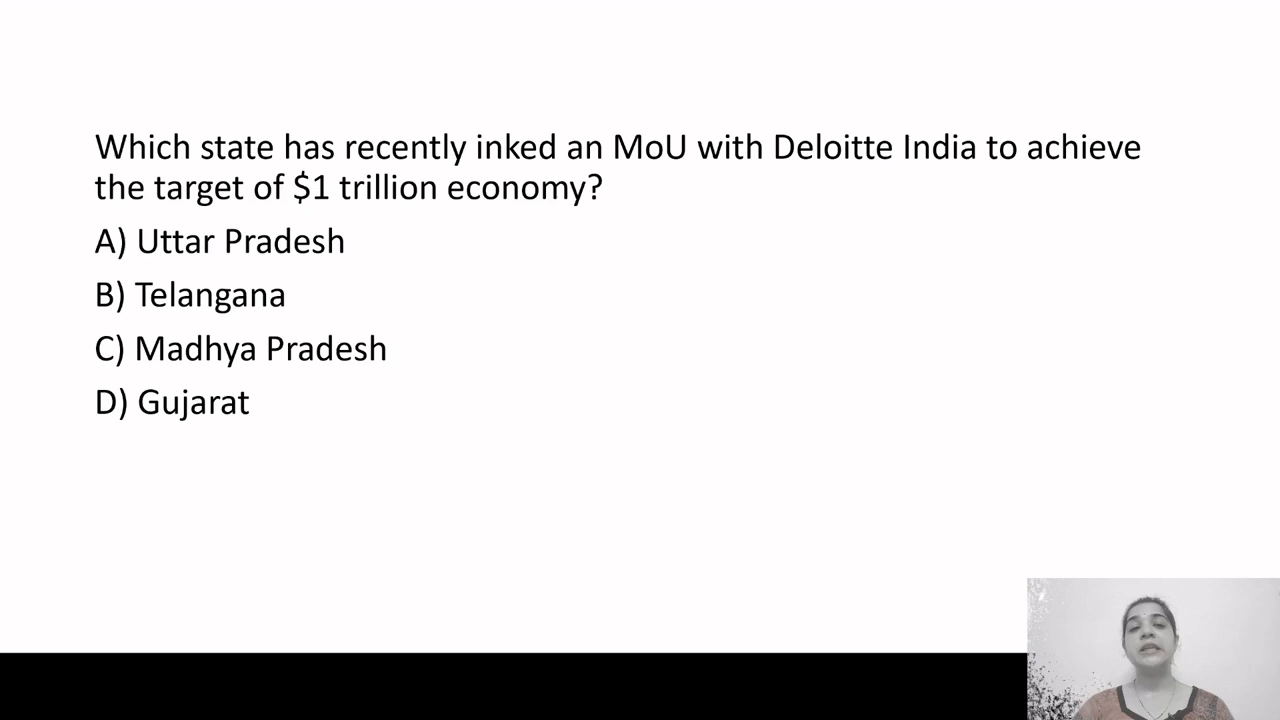 Which state has recently inked an MoU with Deloitte India to achieve
the target of $1 trillion economy?
A) Uttar Pradesh
B) Telangana
C) Madhya Pradesh
D) Gujarat